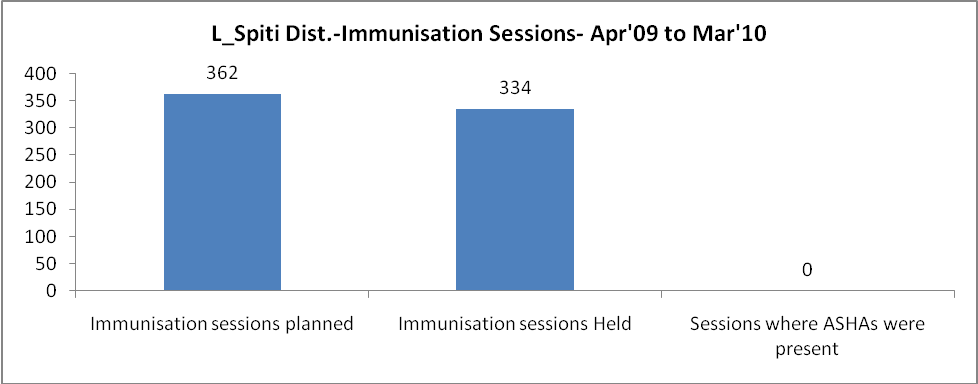 L_Spiti Dist.-Immunisation Sessions- Apr'09 to Mar'10
400
350
300
250
200
150
100
50
0
362
334
0
Immunisation sessions planned
Immunisation sessions Held
Sessions where ASHAs were
present